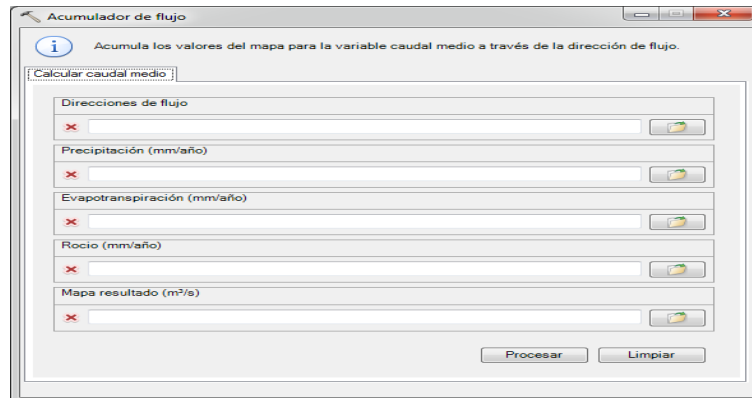 Acumulador de flujo
Acumula los valores del mapa para la variable caudal medio a través de la dirección de flujo.
Calcular caudal medio
Direcciones de flujo
Precipitación (mm/año)
Evapotranspiración (mm/año)
Rocio (mm/año)
Mapa resultado (m³/s)
Procesar Limpiar